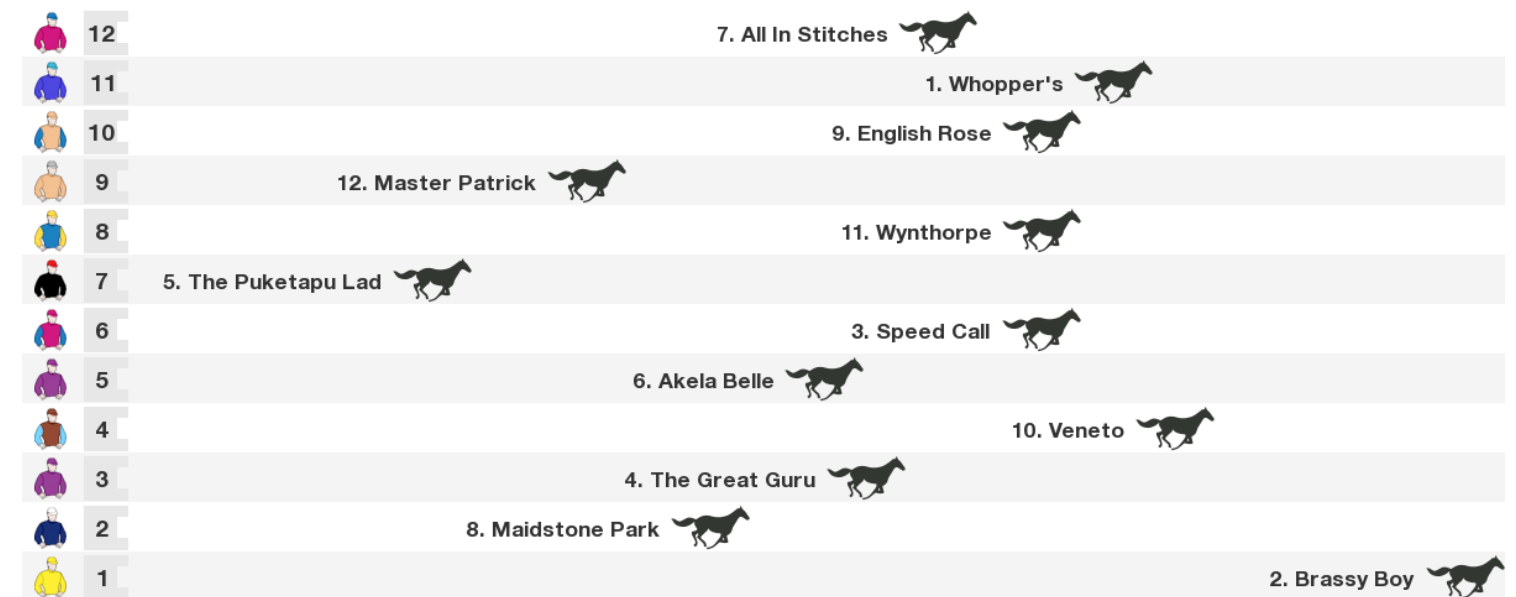 12 7. All In Stitches
11 1. Whopper's
10 9. English Rose
9 12. Master Patrick
8 11. Wynthorpe
7 5. The Puketapu Lad
6 3. Speed Call
5 6. Akela Belle
4 10. Veneto
3 4. The Great Guru
2 8. Maidstone Park
1 2. Brassy Boy